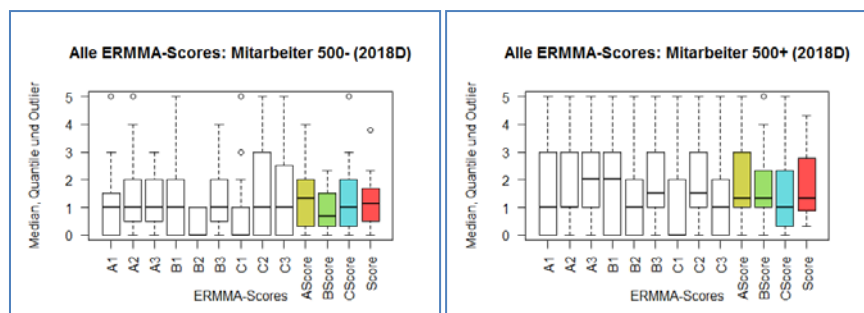 Alle ERMMA-Scores: Mitarbeiter 500- (2018D)
Median, Quantile und Outlier
5
4
3
2
1
0
A1 A2 A3 B1 B2 B3 C1 C2 C3 AScore BScore CScore Score
ERMMA-Scores
Alle ERMMA-Scores: Mitarbeiter 500+ (2018D)
Median, Quantile und Outlier
5
4
3
2
1
0
A1 A2 A3 B1 B2 B3 C1 C2 C3 AScore BScore CScore Score
ERMMA-Scores